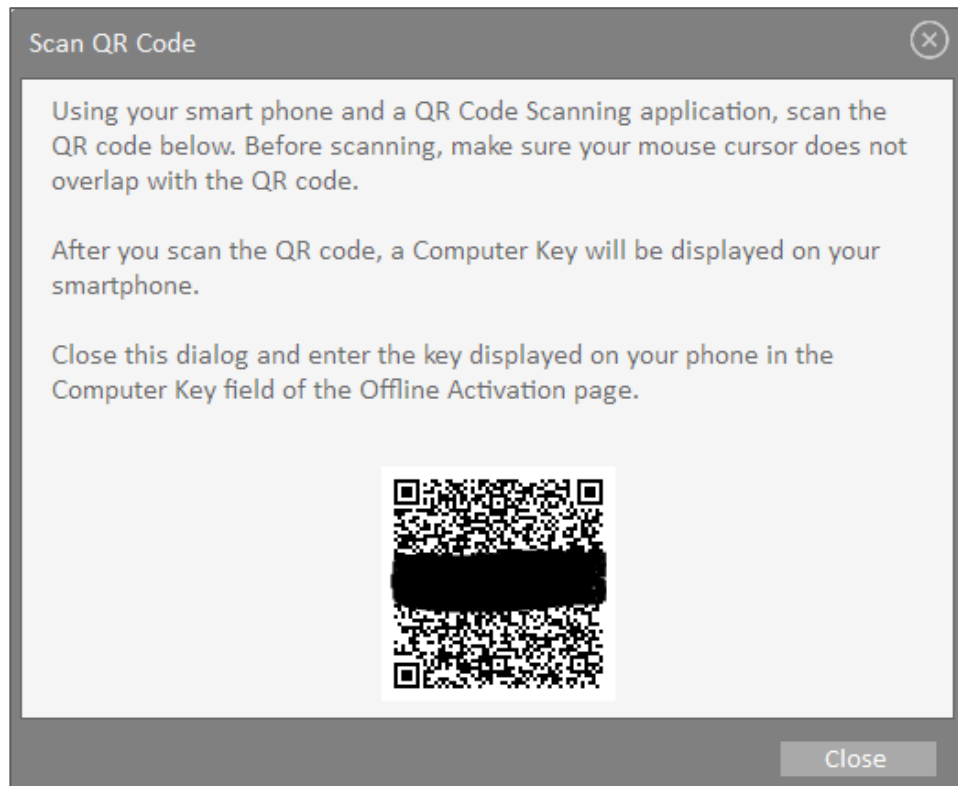 Scan QR Code
Using your smart phone and a QR Code Scanning application, scan the
QR code below. Before scanning, make sure your mouse cursor does not
overlap with the QR code.
After you scan the QR code, a Computer Key will be displayed on your
smartphone.
Close this dialog and enter the key displayed on your phone in the
Computer Key field of the Offline Activation page.
Close